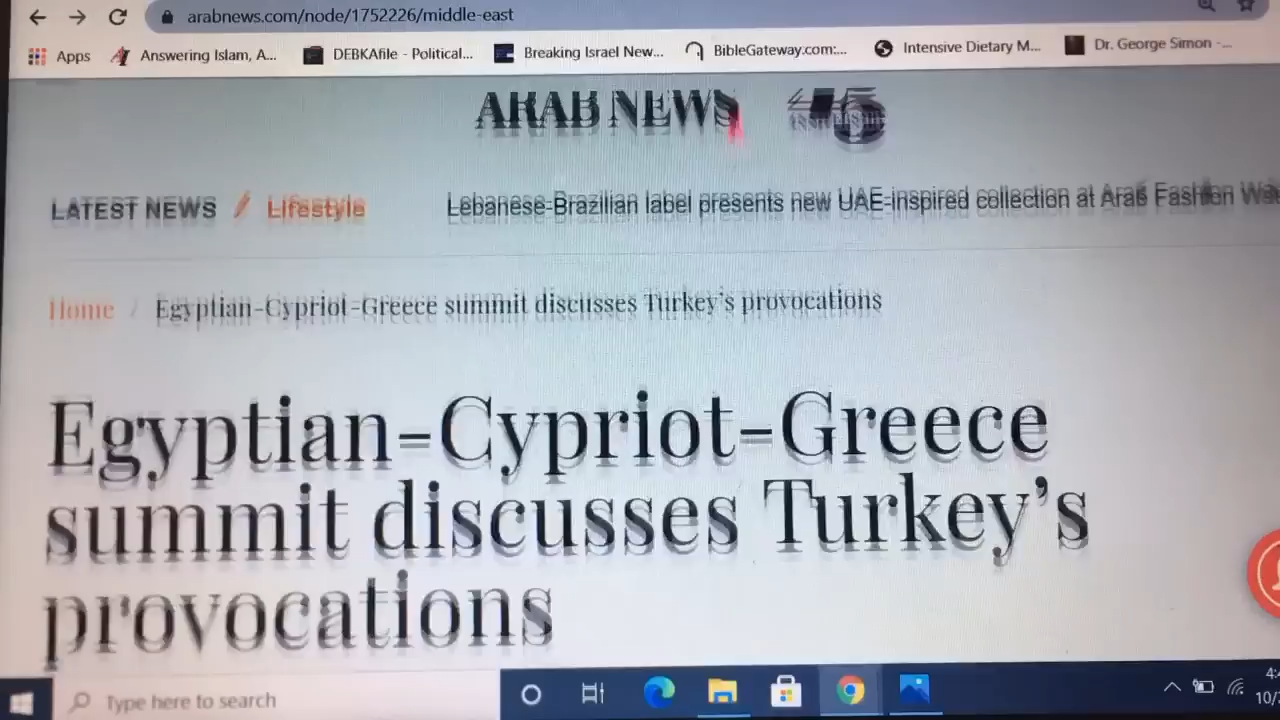 arabnews.com/node/1752226/middle-east
Apps Answering Islam, A... DEBKAfile - Political... Breaking Israel New... BibleGateway.com:... Intensive Dietary M... Dr. George Simon -...
ARAB NEWS
LATEST NEWS / Lifestyle Lebanese-Brazilian label presents new UAE-inspired collection at Arab Fashion
Home / Egyptian-Cypriot-Greece summit discusses Turkey's provocations
Egyptian-Cypriot-Greece
summit discusses Turkey's
provocations
Type here to search